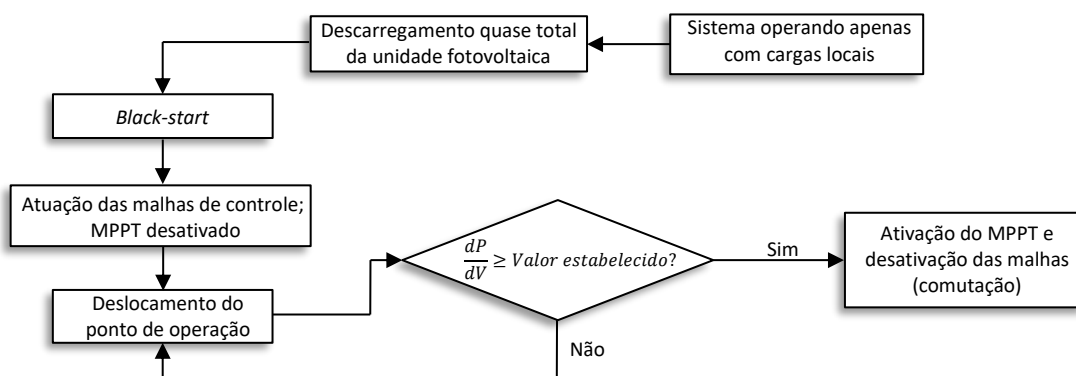 Sistema operando apenas
com cargas locais
Descarregamento quase total
da unidade fotovoltaica
Black-start
Atuação das malhas de controle;
MPPT desativado
Deslocamento do
ponto de operação
dP/dV ≥ Valor estabelecido?
Sim
Ativação do MPPT e
desativação das malhas
(comutação)
Não